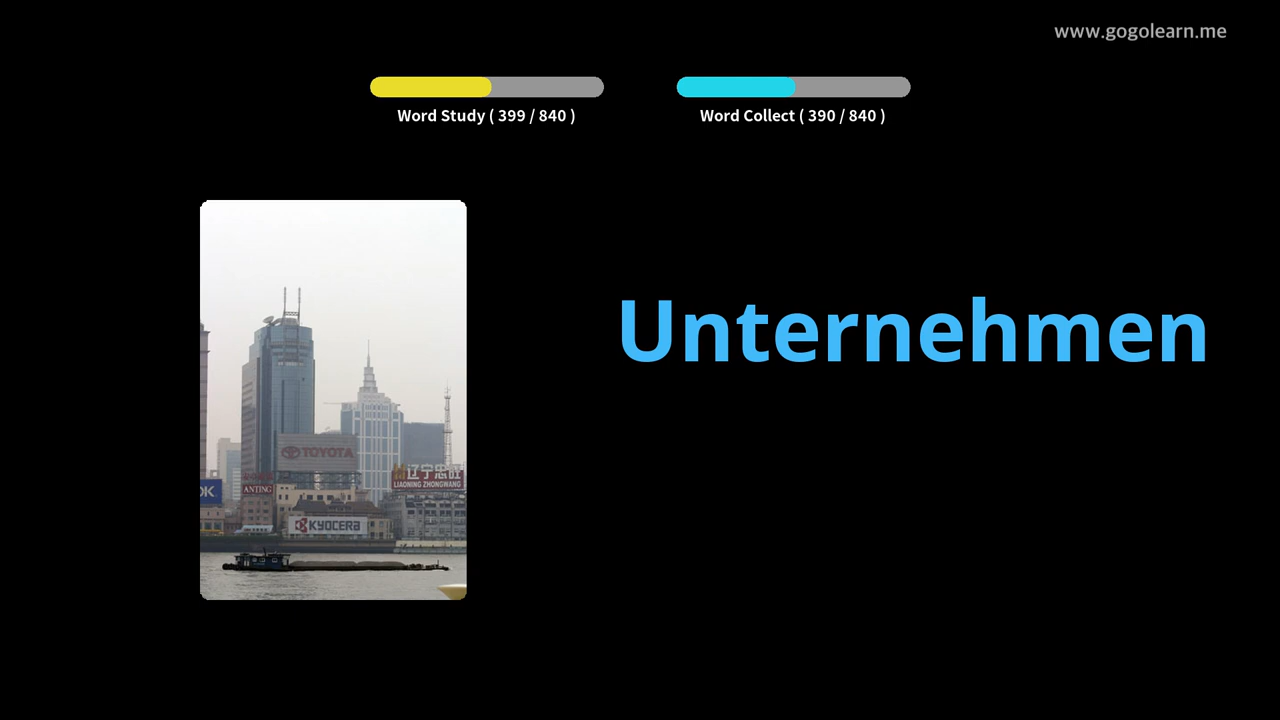 www.gogolearn.me
Word Study ( 399 / 840 )
Word Collect ( 390 / 840 )
Unternehmen
TOYOTA
辽宁忠旺
LIAONING ZHONGWANG
OK
ANTING
KYOCERA